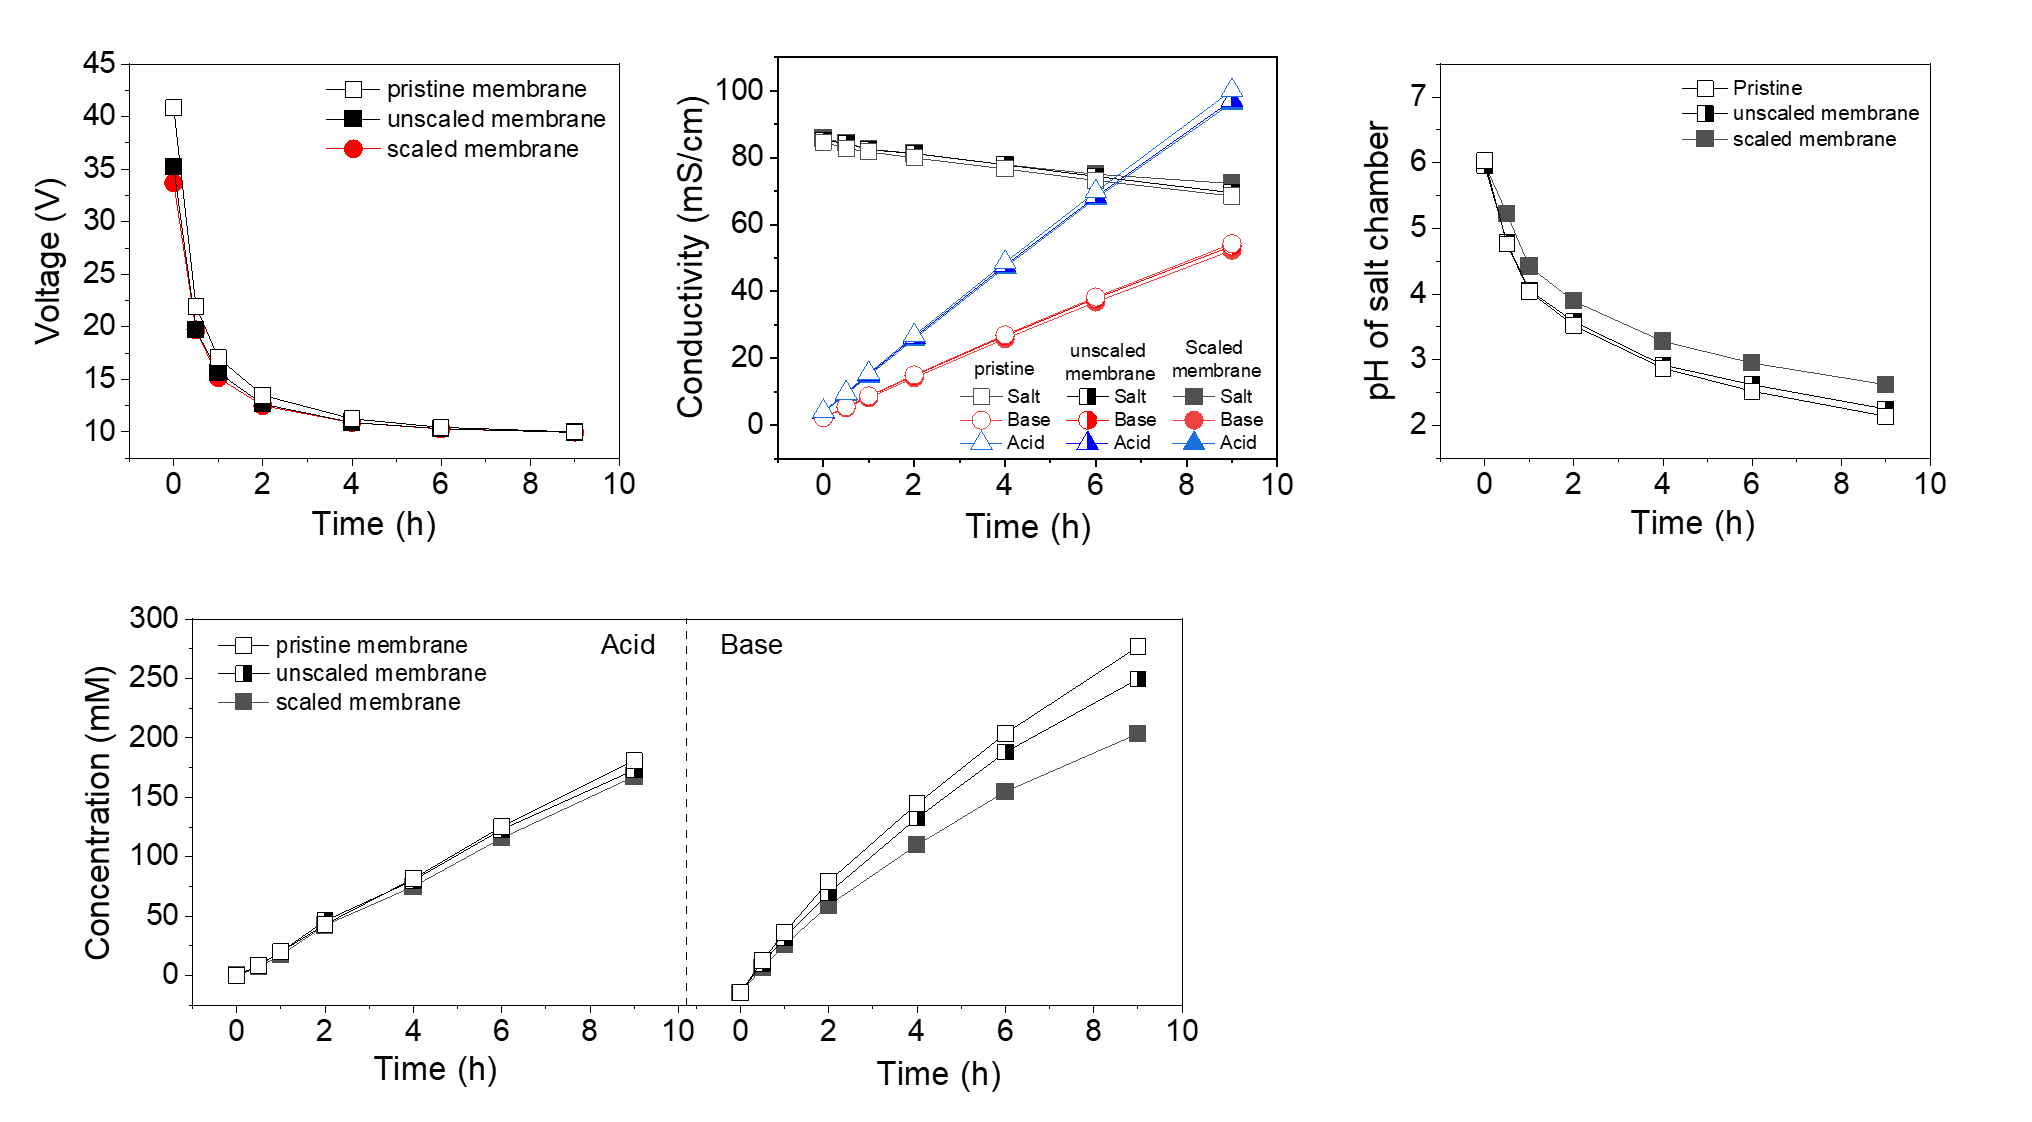 45
40
35
30
25
20
15
10
Voltage (V)
pristine membrane
unscaled membrane
scaled membrane
0 2 4 6 8 10
Time (h)
100
80
60
40
20
0
Conductivity (mS/cm)
pristine unscaled membrane Scaled membrane
Salt Salt Salt
Base Base Base
Acid Acid Acid
0 2 4 6 8 10
Time (h)
7
6
5
4
3
2
pH of salt chamber
Pristine
unscaled membrane
scaled membrane
0 2 4 6 8 10
Time (h)
300
250
200
150
100
50
0
Concentration (mM)
pristine membrane
unscaled membrane
scaled membrane
Acid
Base
0 2 4 6 8 10
Time (h)
0 2 4 6 8 10
Time (h)